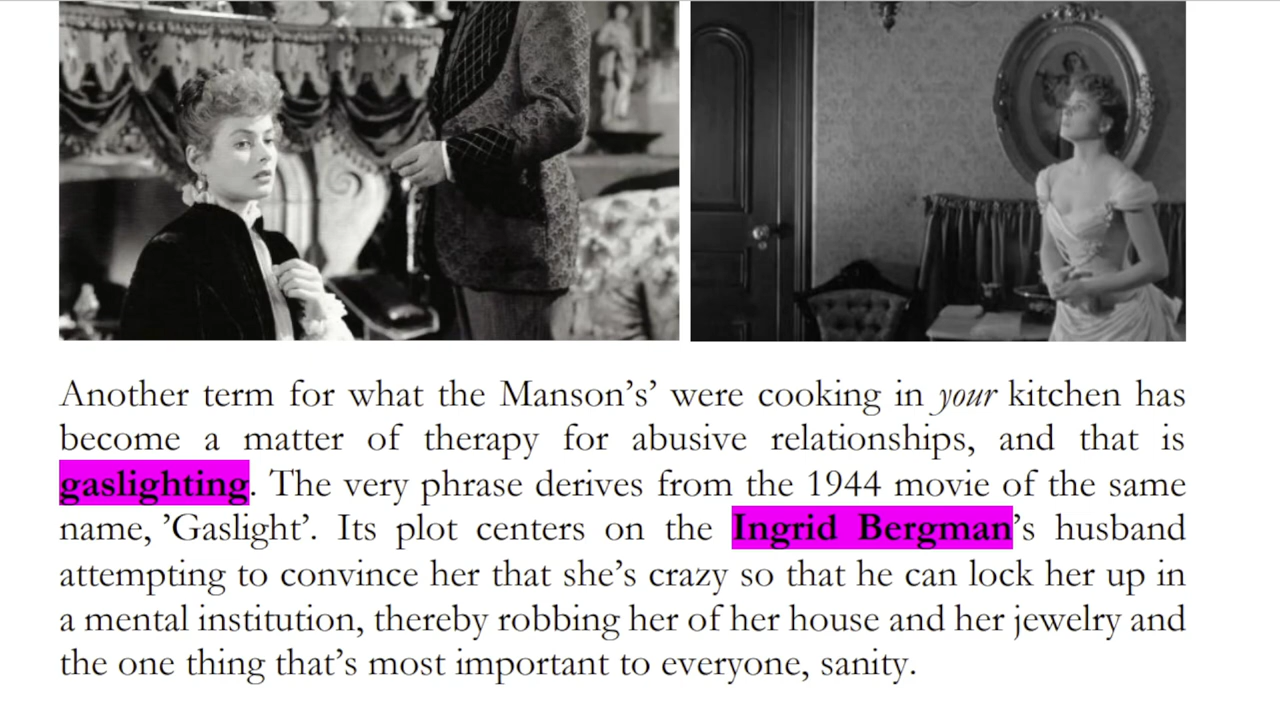 Another term for what the Manson’s’ were cooking in your kitchen has
become a matter of therapy for abusive relationships, and that is
gaslighting. The very phrase derives from the 1944 movie of the same
name, ’Gaslight’. Its plot centers on the Ingrid Bergman’s husband
attempting to convince her that she’s crazy so that he can lock her up in
a mental institution, thereby robbing her of her house and her jewelry and
the one thing that’s most important to everyone, sanity.